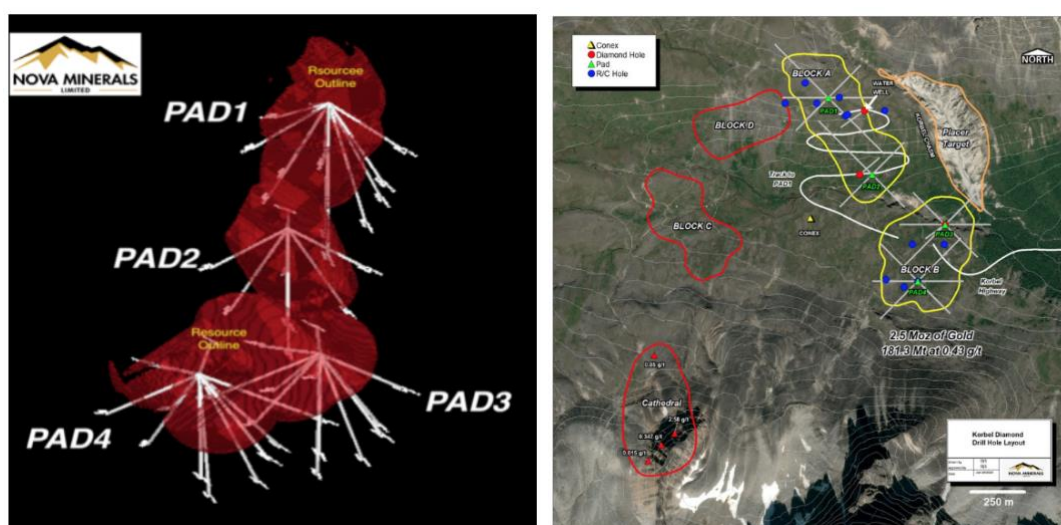 NOVA MINERALS
LIMITED
Rsourcee
Outline
PAD1
PAD2
Resource
Outline
PAD3
PAD4
Conex
Diamond Hole
Pad
R/C Hole
NORTH
BLOCK A
WATER
WELL
PAD1
BLOCK D
Placer
Target
Track to
PAD1
PAD2
BLOCK C
CONEX
PAD3
BLOCK B
PAD4
Korbel
Highway
2.5 Moz of Gold
181.3 Mt at 0.43 g/t
Cathedral
Korbel Diamond
Drill Hole Layout
NOVA MINERALS
250 m